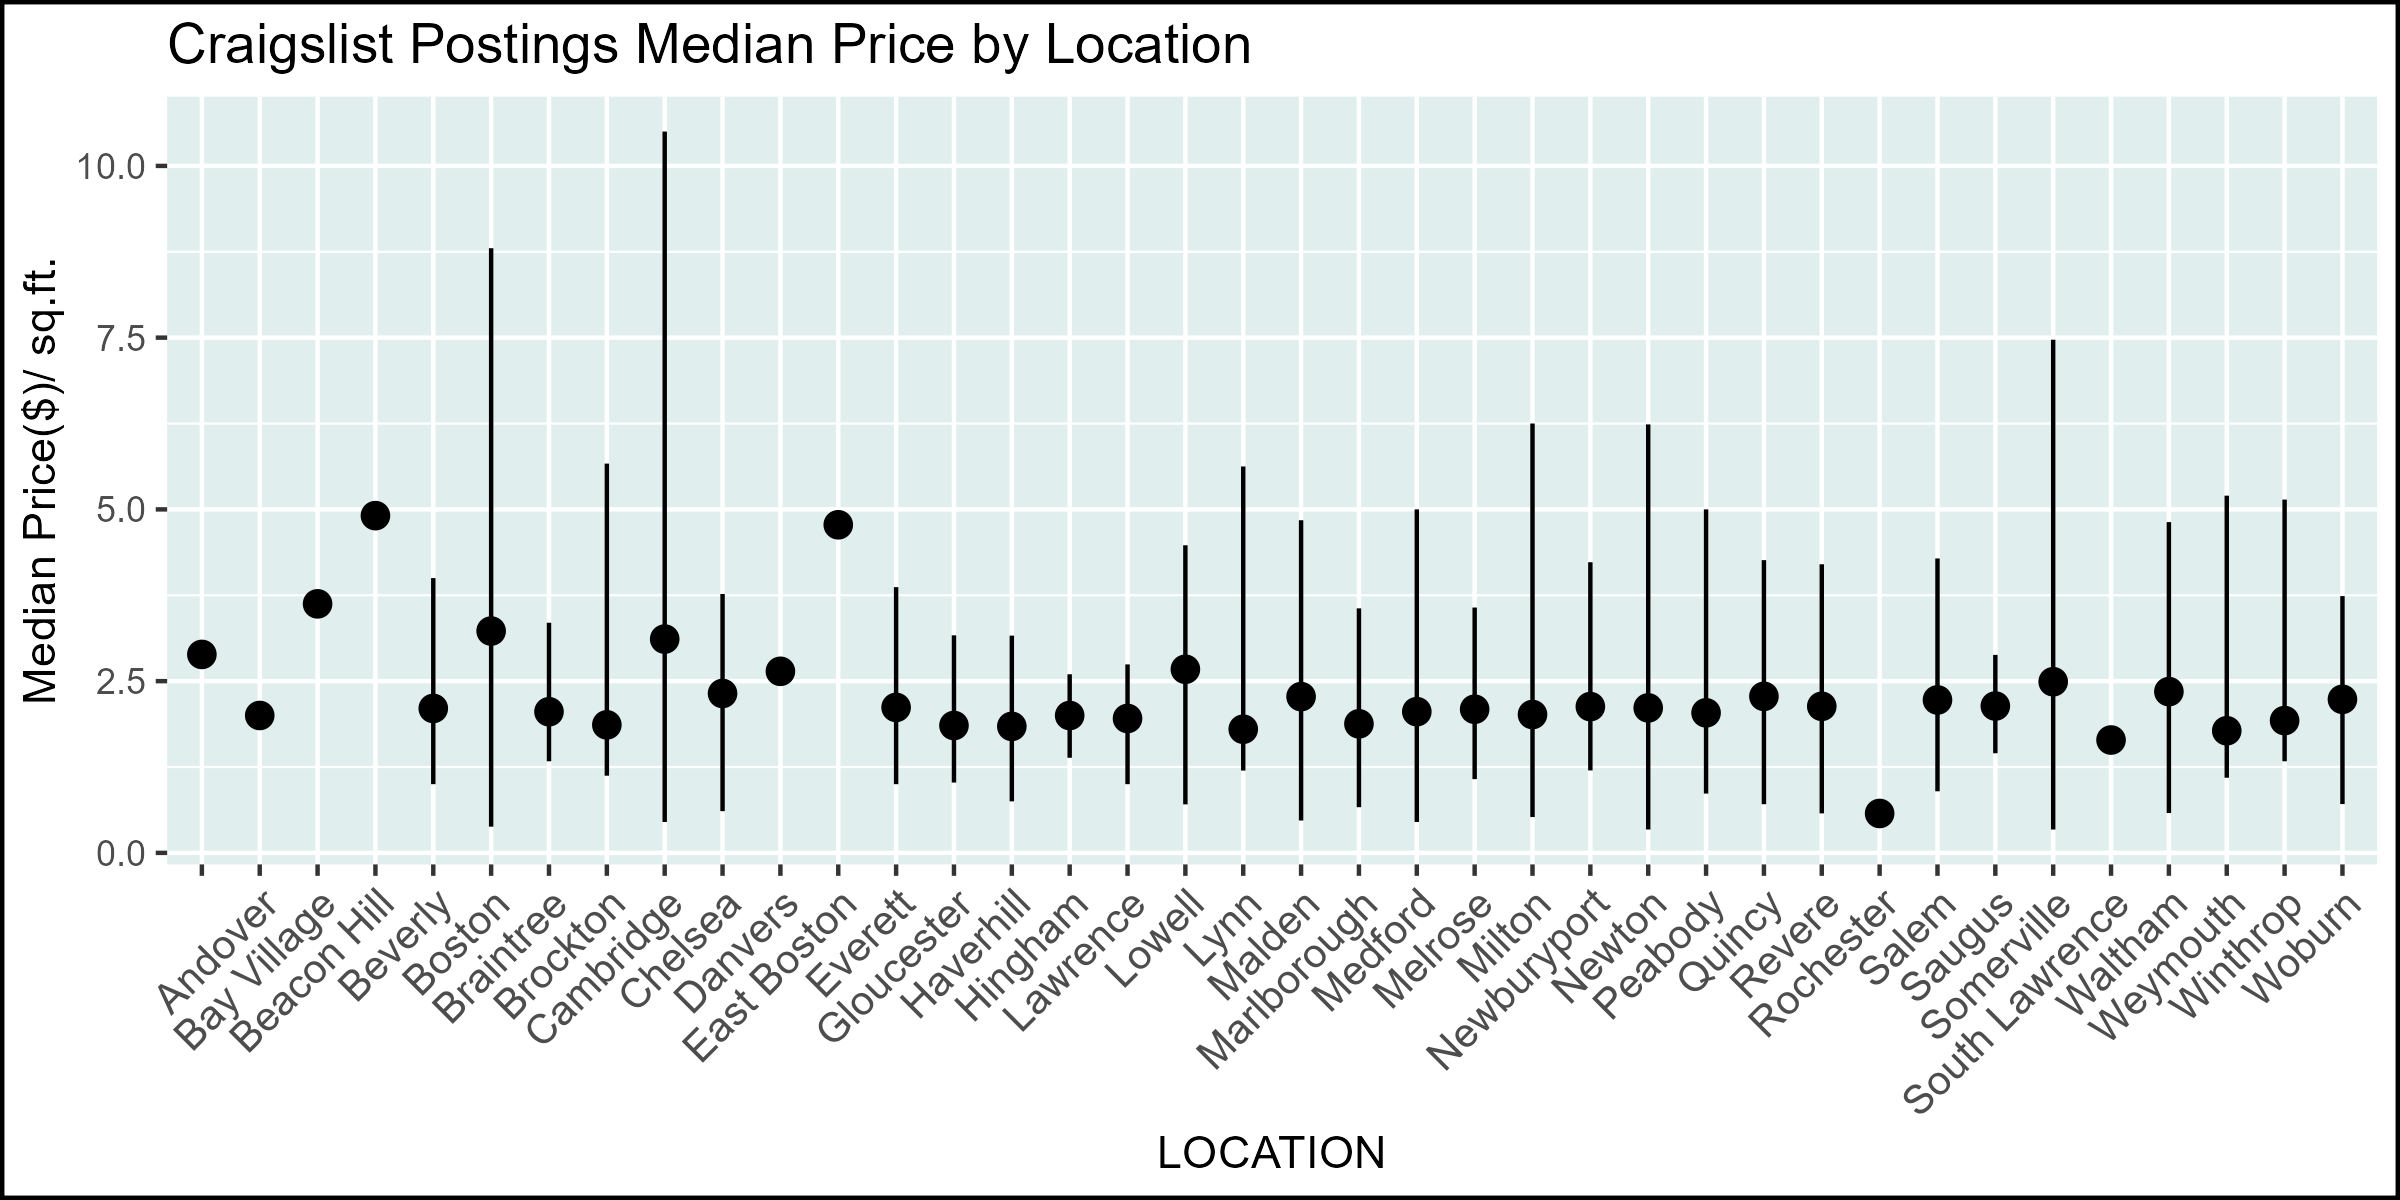 Craigslist Postings Median Price by Location
Median Price($)/ sq.ft.
10.0
7.5
5.0
2.5
0.0
Andover
Bay Village
Beacon Hill
Beverly
Boston
Braintree
Brockton
Cambridge
Chelsea
Danvers
East Boston
Everett
Gloucester
Haverhill
Hingham
Lawrence
Lowell
Lynn
Malden
Marlborough
Medford
Melrose
Milton
Newburyport
Newton
Peabody
Quincy
Revere
Rochester
Salem
Saugus
Somerville
South Lawrence
Waltham
Weymouth
Winthrop
Woburn
LOCATION